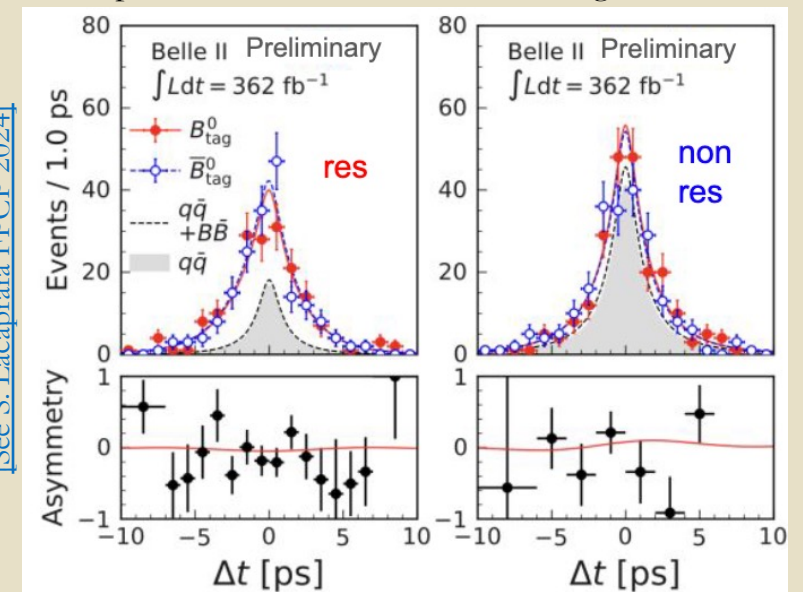 [See S. Lacaprara FPCP 2024]
Belle II Preliminary
∫Ldt = 362 fb⁻¹
B⁰tag
B̄⁰tag
qq̄
+BB̄
qq̄
res
Events / 1.0 ps
80
60
40
20
0
Belle II Preliminary
∫Ldt = 362 fb⁻¹
non
res
80
60
40
20
0
Asymmetry
1
0
−1
−10 −5 0 5 10
Δt [ps]
1
0
−1
−10 −5 0 5 10
Δt [ps]